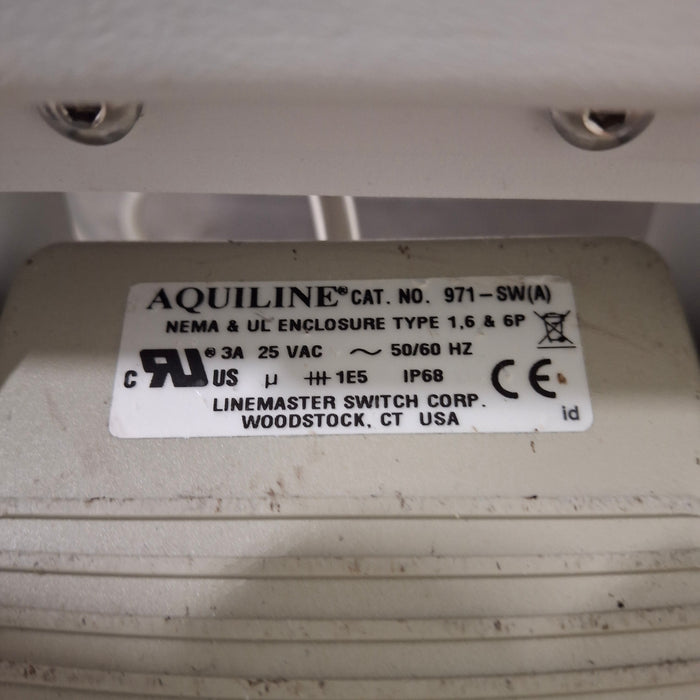 AQUILINE® CAT. NO. 971-SW(A)
NEMA & UL ENCLOSURE TYPE 1,6 & 6P
c RU US ® 3A 25 VAC ~ 50/60 HZ
µ 1E5 IP68 CE
LINEMASTER SWITCH CORP.
WOODSTOCK, CT USA
id